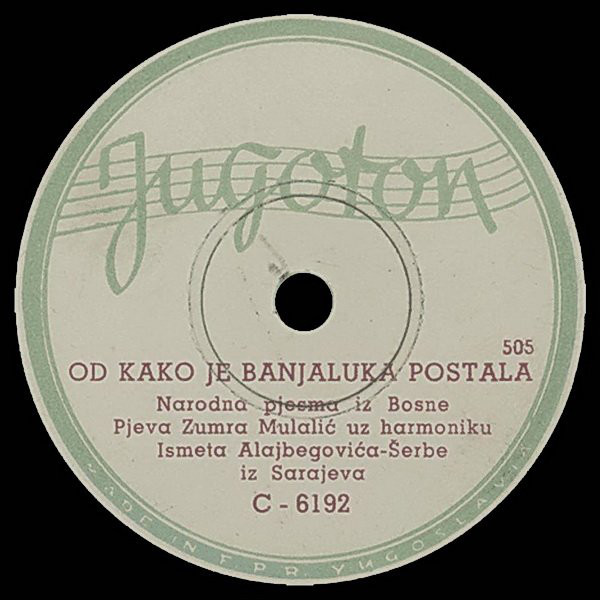 Jugoton
505
OD KAKO JE BANJALUKA POSTALA
Narodna pjesma iz Bosne
Pjeva Zumra Mulalić uz harmoniku
Ismeta Alajbegovića-Šerbe
iz Sarajeva
C - 6192
MADE IN F.P.R. YUGOSLAVIA